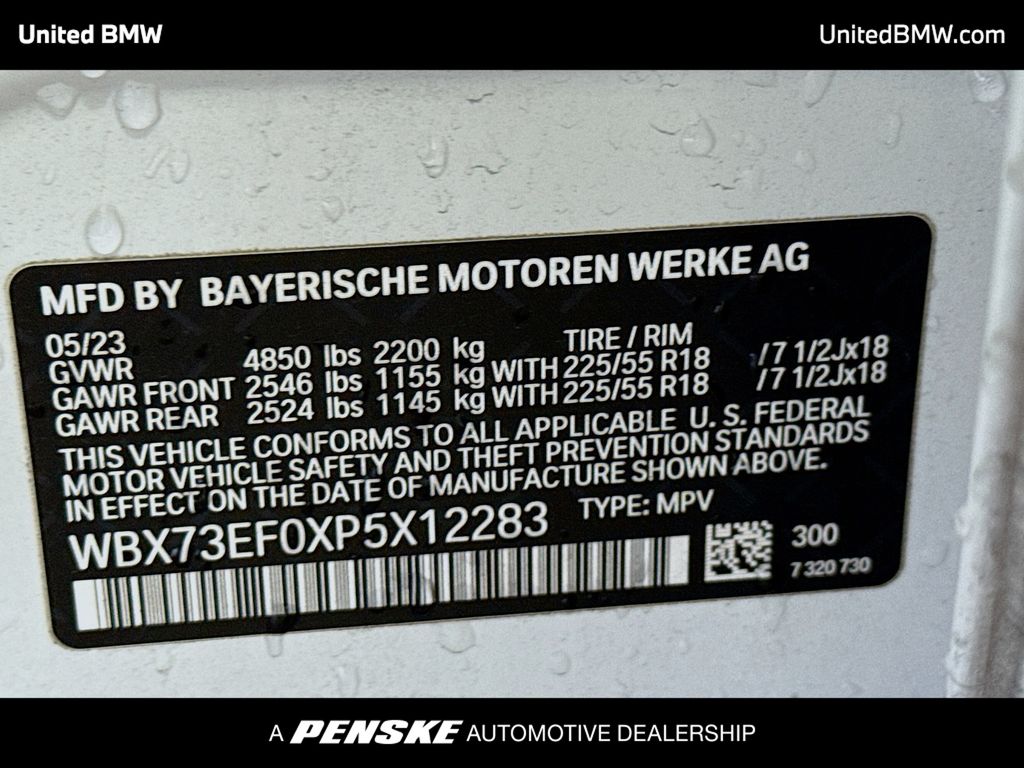 United BMW
UnitedBMW.com
MFD BY BAYERISCHE MOTOREN WERKE AG
05/23 TIRE / RIM
GVWR 4850 lbs 2200 kg
GAWR FRONT 2546 lbs 1155 kg WITH 225/55 R18 /7 1/2Jx18
GAWR REAR 2524 lbs 1145 kg WITH 225/55 R18 /7 1/2Jx18
THIS VEHICLE CONFORMS TO ALL APPLICABLE U. S. FEDERAL
MOTOR VEHICLE SAFETY AND THEFT PREVENTION STANDARDS
IN EFFECT ON THE DATE OF MANUFACTURE SHOWN ABOVE.
WBX73EF0XP5X12283 TYPE: MPV
300
7 320 730
A PENSKE AUTOMOTIVE DEALERSHIP